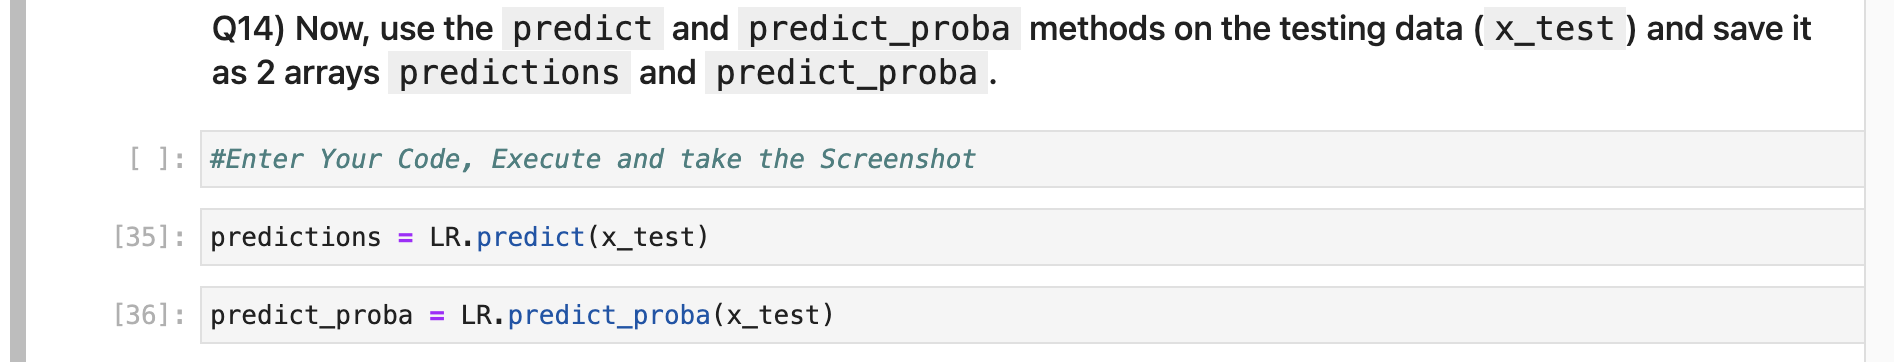 Q14) Now, use the predict and predict_proba methods on the testing data ( x_test ) and save it
as 2 arrays predictions and predict_proba .
[ ]: #Enter Your Code, Execute and take the Screenshot
[35]: predictions = LR.predict(x_test)
[36]: predict_proba = LR.predict_proba(x_test)